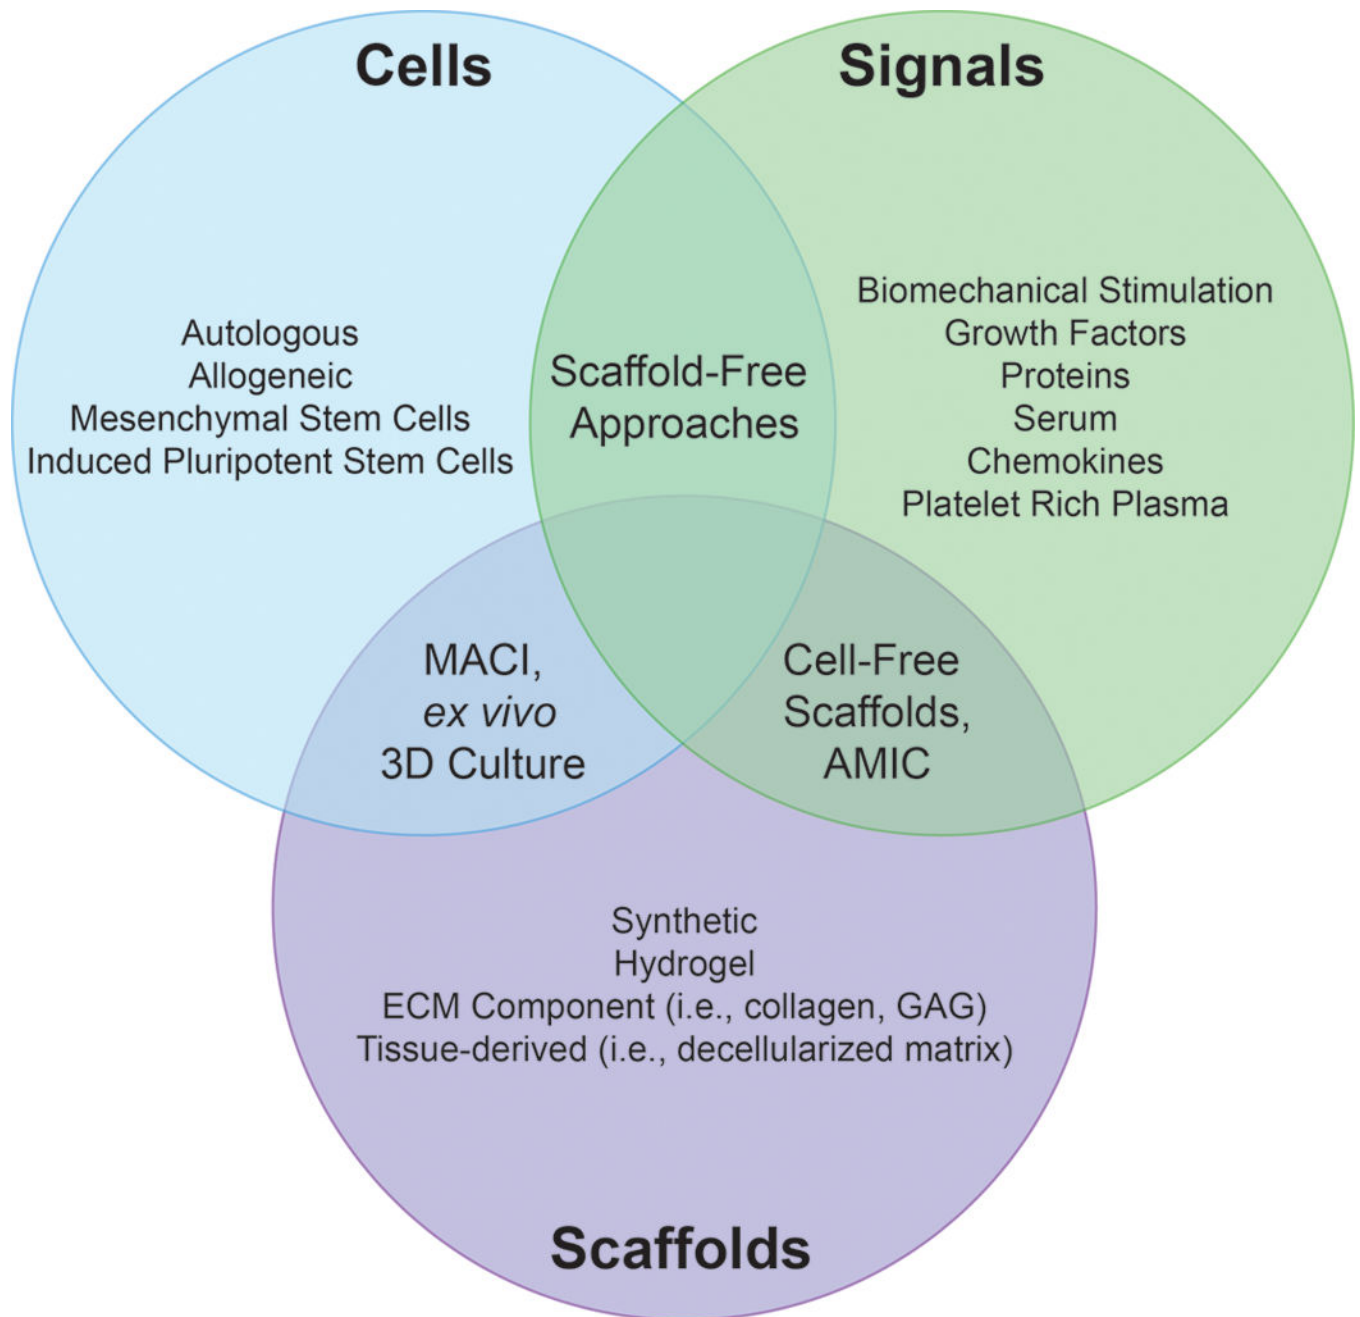 Cells
Signals
Autologous
Allogeneic
Mesenchymal Stem Cells
Induced Pluripotent Stem Cells
Scaffold-Free
Approaches
Biomechanical Stimulation
Growth Factors
Proteins
Serum
Chemokines
Platelet Rich Plasma
MACI,
ex vivo
3D Culture
Cell-Free
Scaffolds,
AMIC
Synthetic
Hydrogel
ECM Component (i.e., collagen, GAG)
Tissue-derived (i.e., decellularized matrix)
Scaffolds